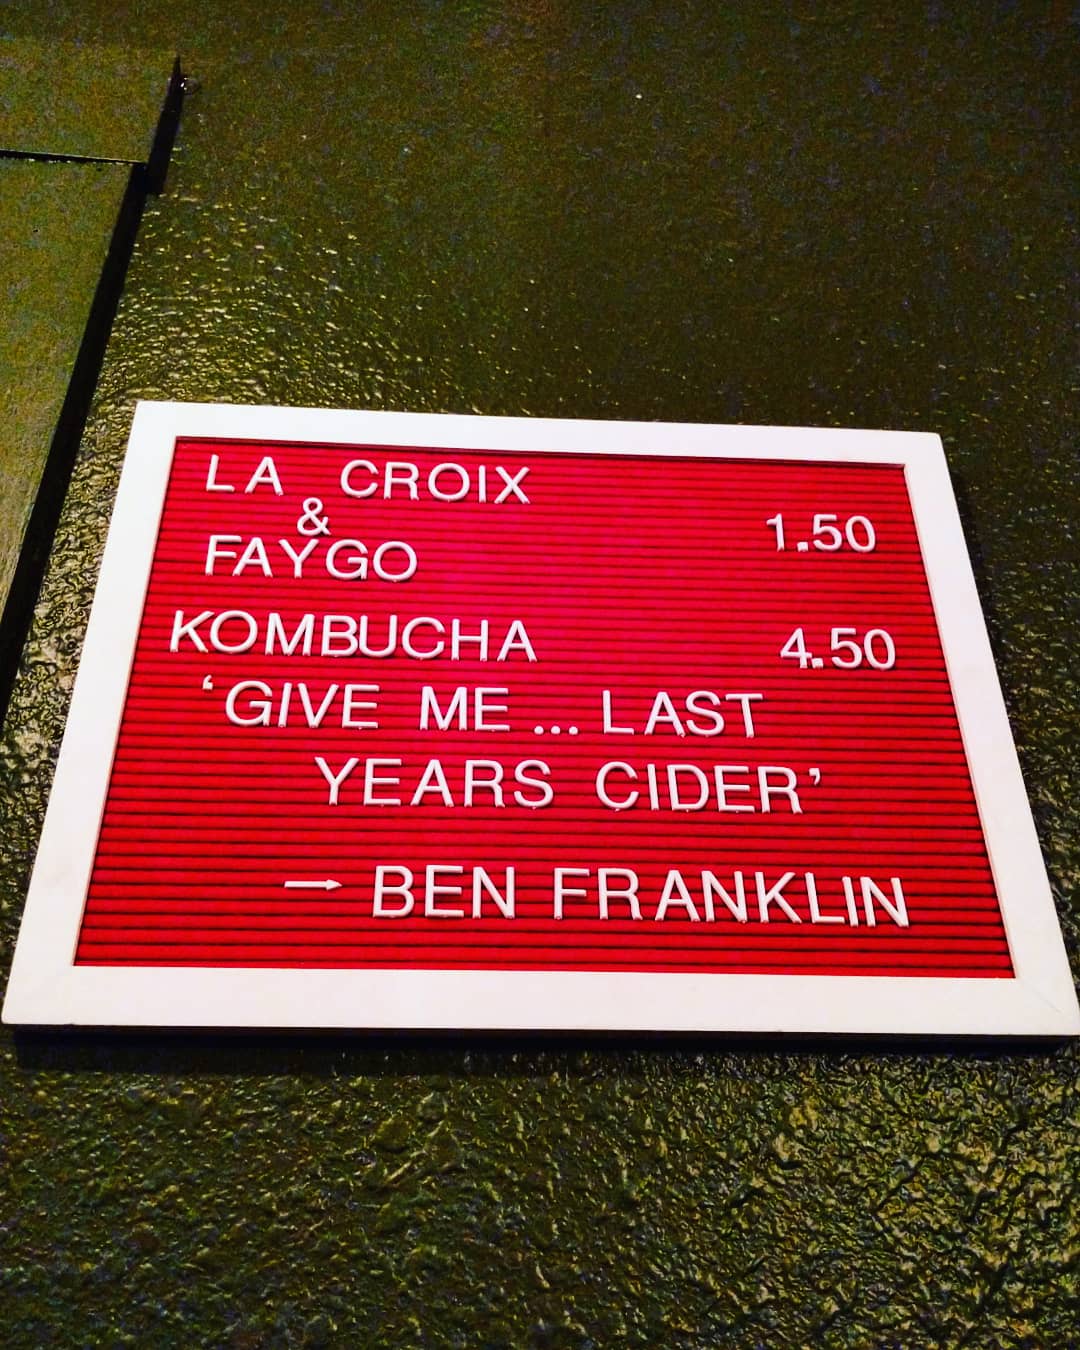 LA CROIX
&
FAYGO 1.50
KOMBUCHA 4.50
‘GIVE ME... LAST
YEARS CIDER’
→ BEN FRANKLIN